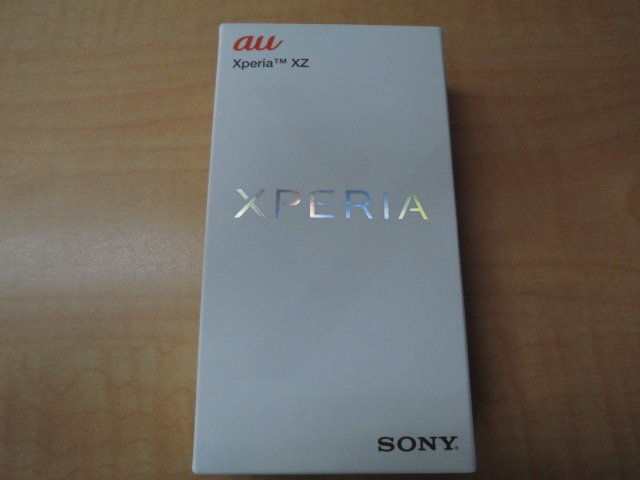 au
Xperia™ XZ
XPERIA
SONY.